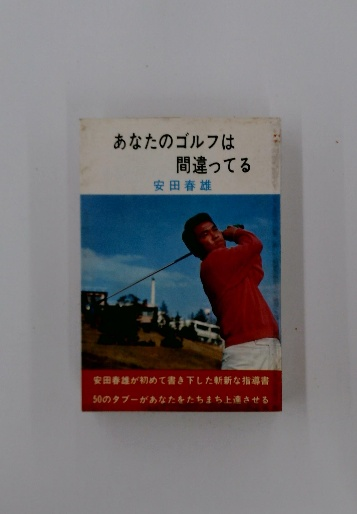 あなたのゴルフは
間違ってる
安田春雄
安田春雄が初めて書き下した斬新な指導書
50のタブーがあなたをたちまち上達させる